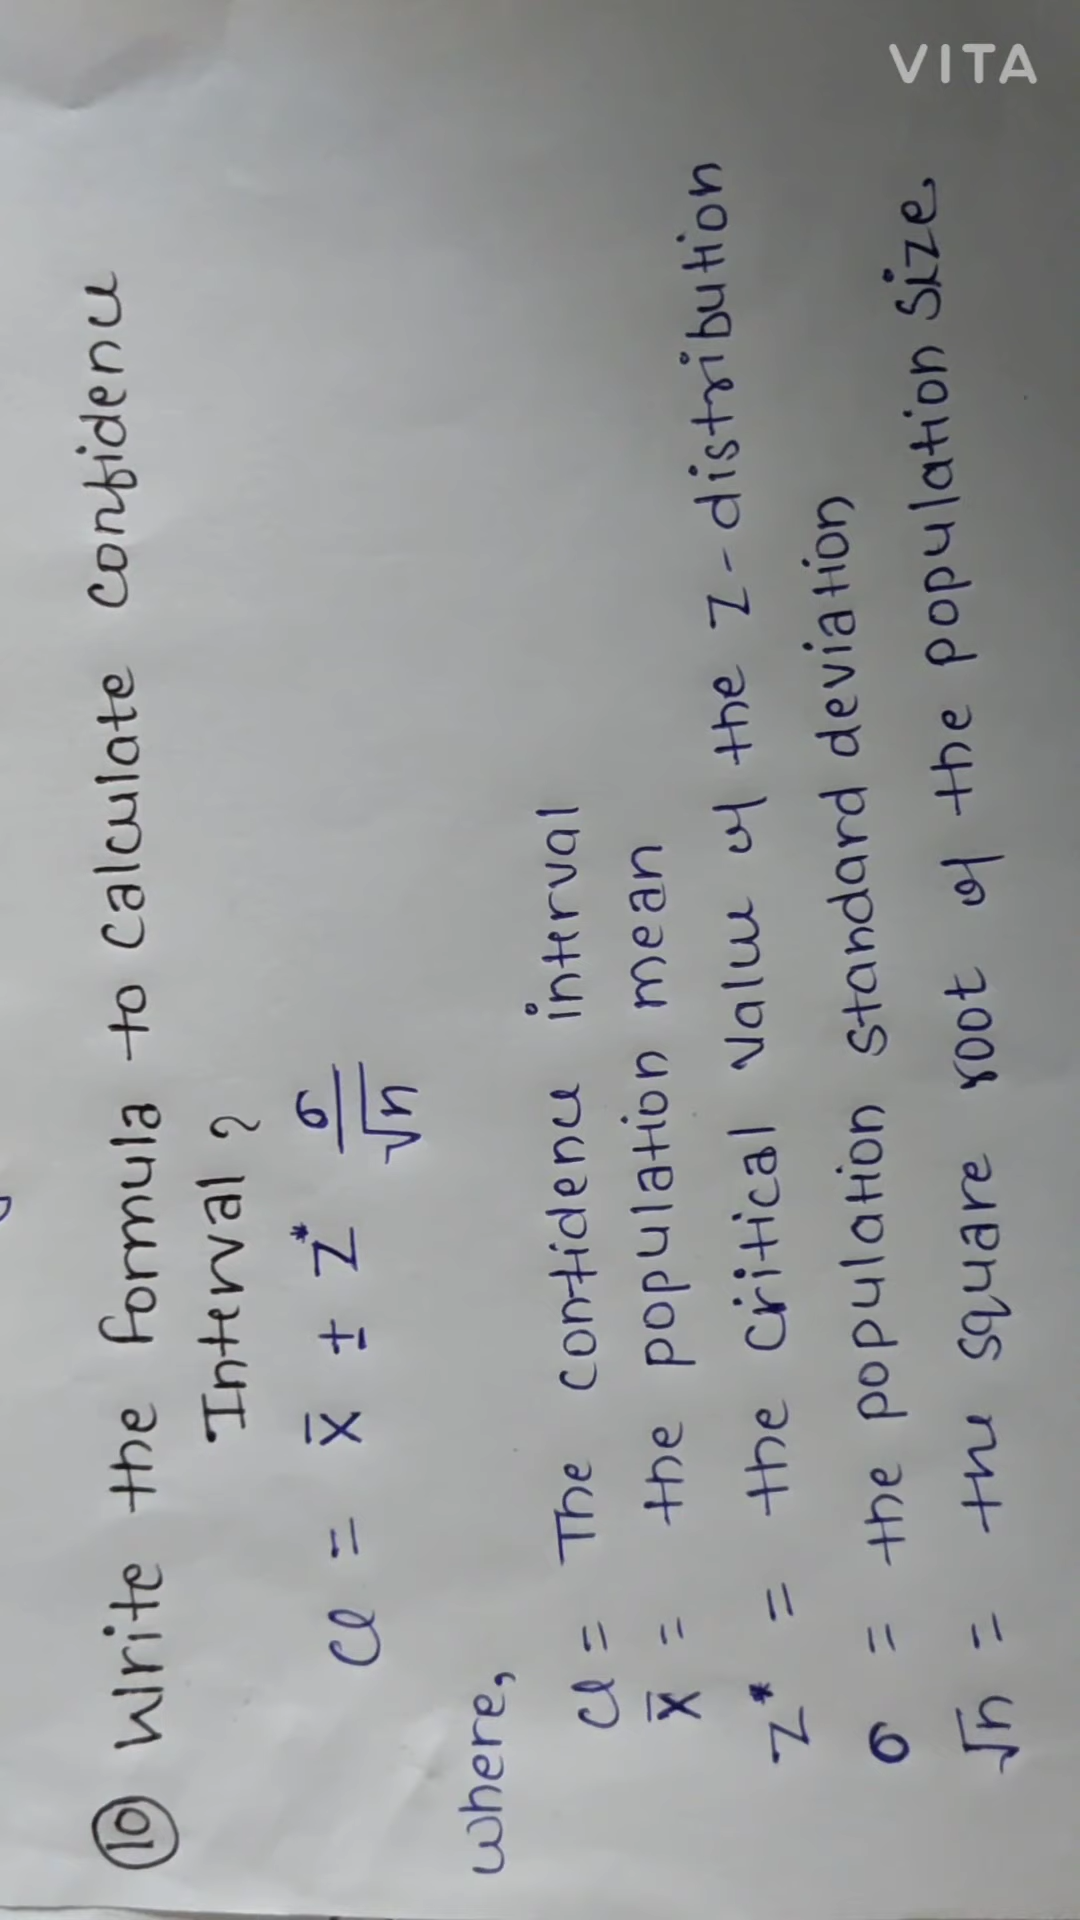 VITA
10 Write the formula to calculate confidence
Interval ?
CI = x̄ ± Z* σ/√n
where,
CI = The confidence interval
x̄ = the population mean
Z* = the critical value of the z-distribution
σ = the population standard deviation
√n = the square root of the population size.